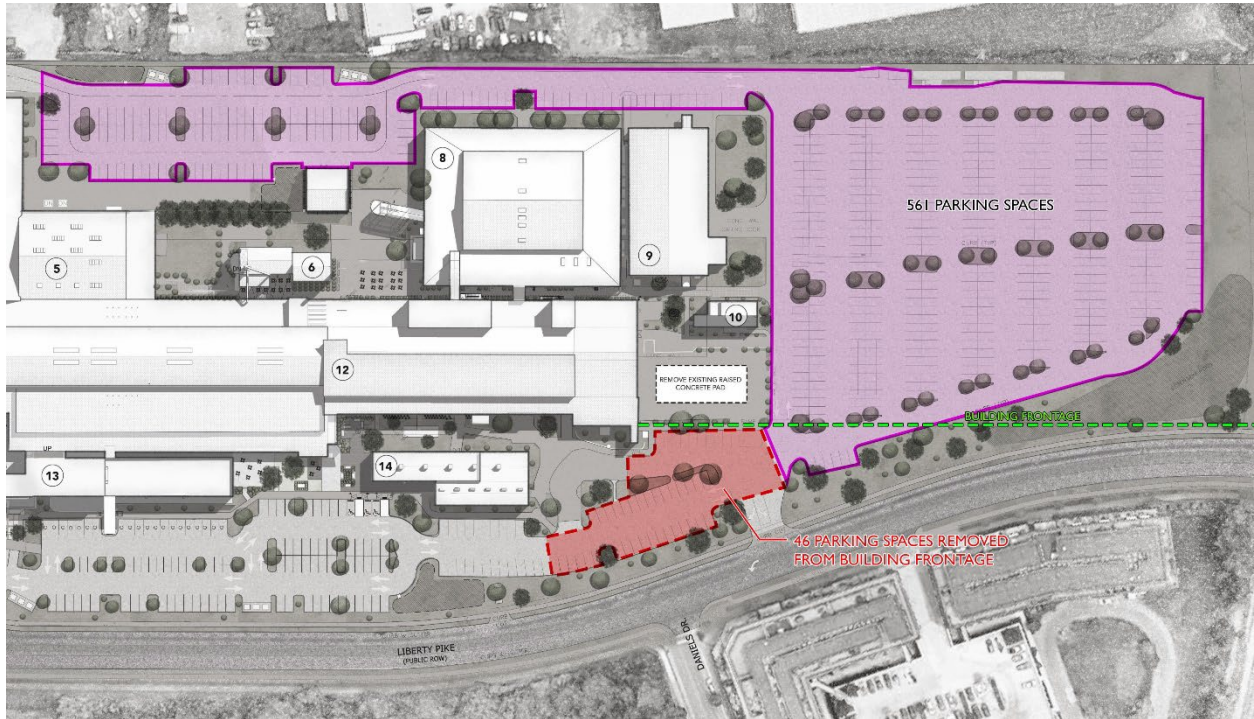 8
561 PARKING SPACES
5
6
9
10
12
REMOVE EXISTING RAISED
CONCRETE PAD
BUILDING FRONTAGE
UP
13
14
46 PARKING SPACES REMOVED
FROM BUILDING FRONTAGE
LIBERTY PIKE
(PUBLIC ROW)
DANIELS DR.